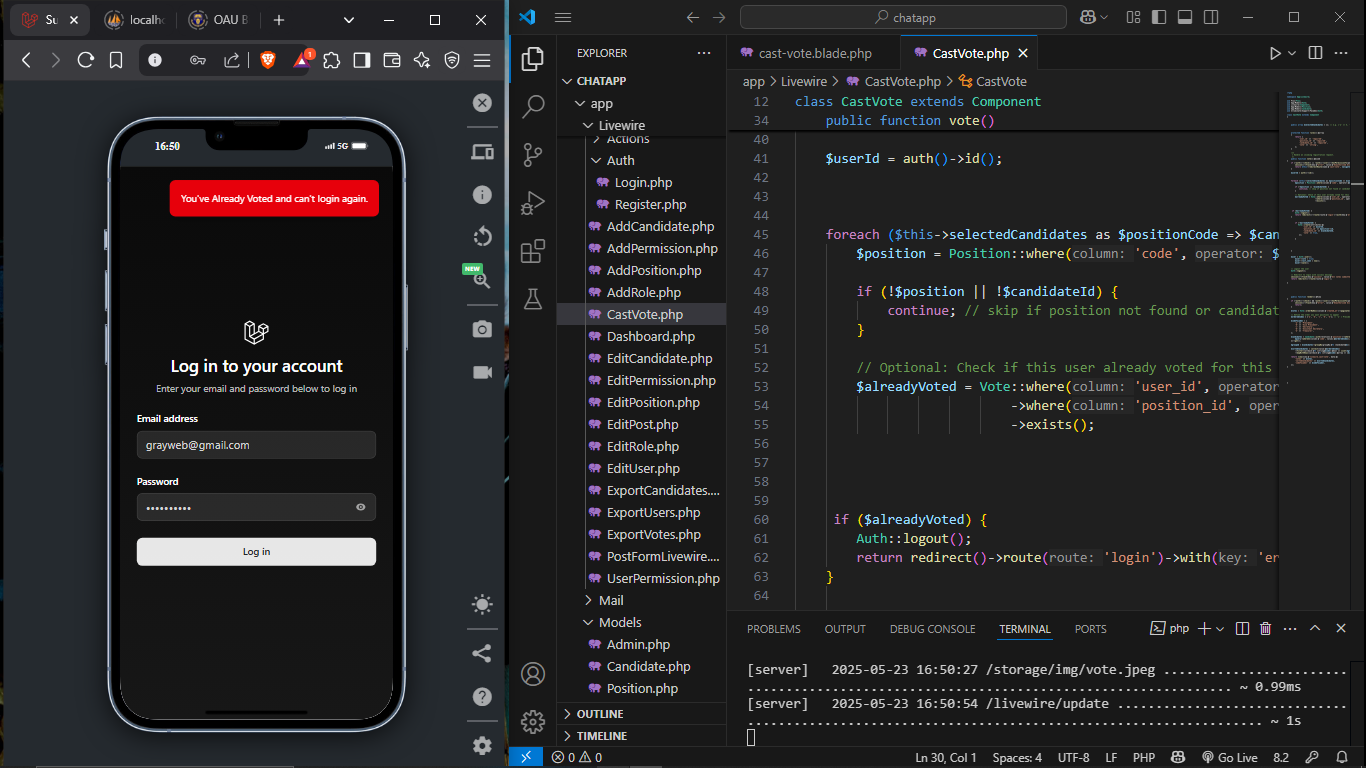 Su
localh
OAU B
1
16:50
5G
You've Already Voted and can't login again.
NEW
Log in to your account
Enter your email and password below to log in
Email address
grayweb@gmail.com
Password
Log in
chatapp
EXPLORER
CHATAPP
app
Livewire
Actions
Auth
Login.php
Register.php
AddCandidate.php
AddPermission.php
AddPosition.php
AddRole.php
CastVote.php
Dashboard.php
EditCandidate.php
EditPermission.php
EditPosition.php
EditPost.php
EditRole.php
EditUser.php
ExportCandidates....
ExportUsers.php
ExportVotes.php
PostFormLivewire....
UserPermission.php
Mail
Models
Admin.php
Candidate.php
Position.php
OUTLINE
TIMELINE
cast-vote.blade.php
CastVote.php
app > Livewire > CastVote.php > CastVote
12 class CastVote extends Component
34 public function vote()
40
41 $userId = auth()->id();
42
43
44
45 foreach ($this->selectedCandidates as $positionCode => $can
46 $position = Position::where(column: 'code', operator: $
47
48 if (!$position || !$candidateId) {
49 continue; // skip if position not found or candidat
50 }
51
52 // Optional: Check if this user already voted for this
53 $alreadyVoted = Vote::where(column: 'user_id', operator
54 ->where(column: 'position_id', oper
55 ->exists();
56
57
58
59
60 if ($alreadyVoted) {
61 Auth::logout();
62 return redirect()->route(route: 'login')->with(key: 'er
63 }
64
PROBLEMS OUTPUT DEBUG CONSOLE TERMINAL PORTS
php
[server] 2025-05-23 16:50:27 /storage/img/vote.jpeg ........................
.............................................................. ~ 0.99ms
[server] 2025-05-23 16:50:54 /livewire/update ..............................
.................................................................. ~ 1s
0 0
Ln 30, Col 1 Spaces: 4 UTF-8 LF PHP Go Live 8.2